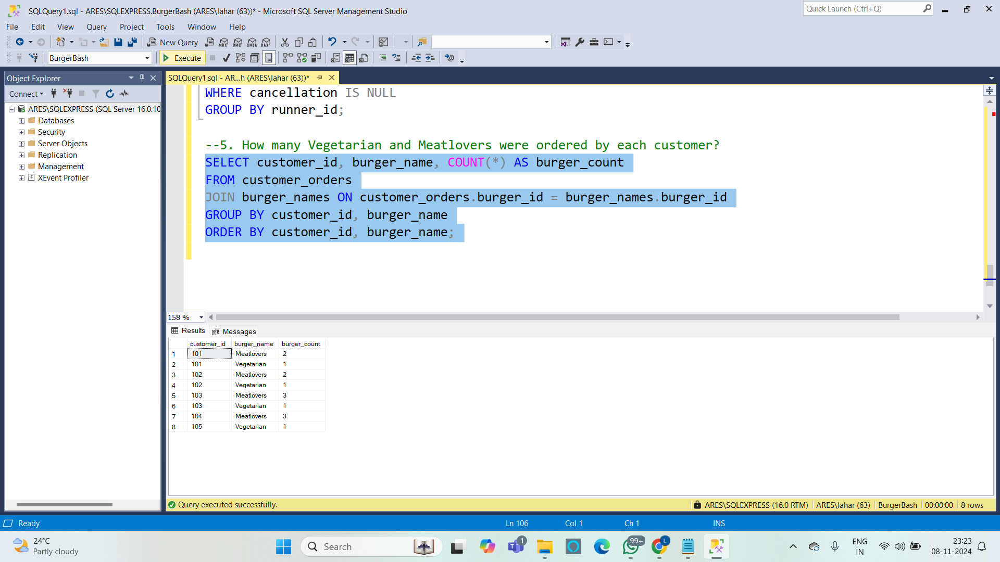 SQLQuery1.sql - ARES\SQLEXPRESS.BurgerBash (ARES\lahar (63))* - Microsoft SQL Server Management Studio
Quick Launch (Ctrl+Q)
File Edit View Query Project Tools Window Help
New Query MDX DMX XMLA DAX
BurgerBash Execute
Object Explorer
SQLQuery1.sql - AR...h (ARES\lahar (63))*
Connect
ARES\SQLEXPRESS (SQL Server 16.0.10
Databases
Security
Server Objects
Replication
Management
XEvent Profiler
WHERE cancellation IS NULL
GROUP BY runner_id;
--5. How many Vegetarian and Meatlovers were ordered by each customer?
SELECT customer_id, burger_name, COUNT(*) AS burger_count
FROM customer_orders
JOIN burger_names ON customer_orders.burger_id = burger_names.burger_id
GROUP BY customer_id, burger_name
ORDER BY customer_id, burger_name;
158 %
Results Messages
customer_id burger_name burger_count
1 101 Meatlovers 2
2 101 Vegetarian 1
3 102 Meatlovers 2
4 102 Vegetarian 1
5 103 Meatlovers 3
6 103 Vegetarian 1
7 104 Meatlovers 3
8 105 Vegetarian 1
Query executed successfully. ARES\SQLEXPRESS (16.0 RTM) ARES\lahar (63) BurgerBash 00:00:00 8 rows
Ready Ln 106 Col 1 Ch 1 INS
24°C
Partly cloudy
Search
1
99+
L
ENG
IN
23:23
08-11-2024